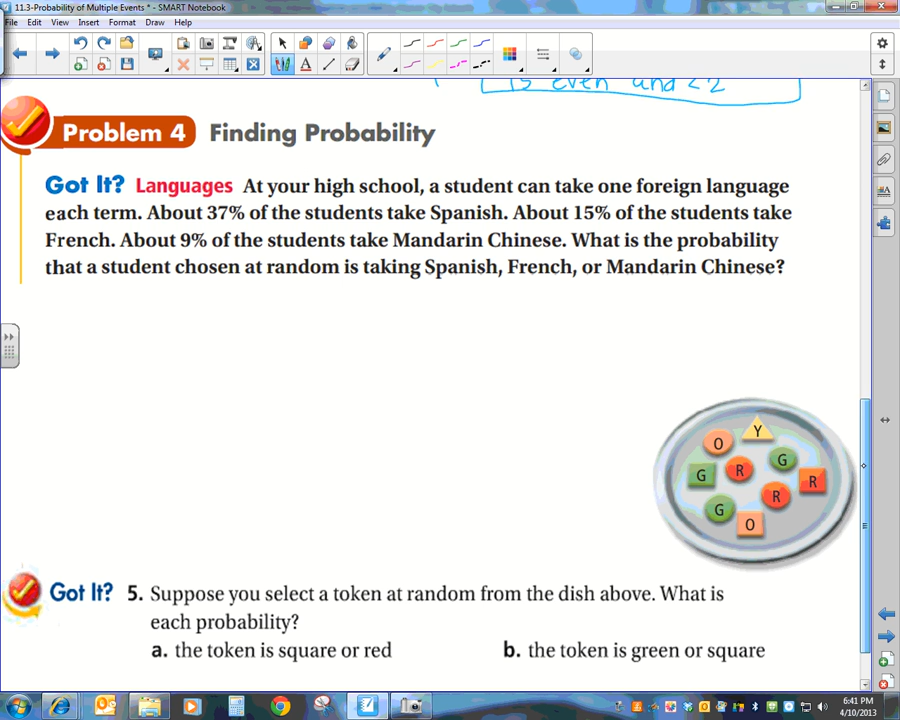 11.3-Probability of Multiple Events * - SMART Notebook
File Edit View Insert Format Draw Help
is even and < 2
Problem 4 Finding Probability
Got It? Languages At your high school, a student can take one foreign language
each term. About 37% of the students take Spanish. About 15% of the students take
French. About 9% of the students take Mandarin Chinese. What is the probability
that a student chosen at random is taking Spanish, French, or Mandarin Chinese?
Y
O
G
G
R
R
R
G
O
Got It? 5. Suppose you select a token at random from the dish above. What is
each probability?
a. the token is square or red b. the token is green or square
6:41 PM
4/10/2013